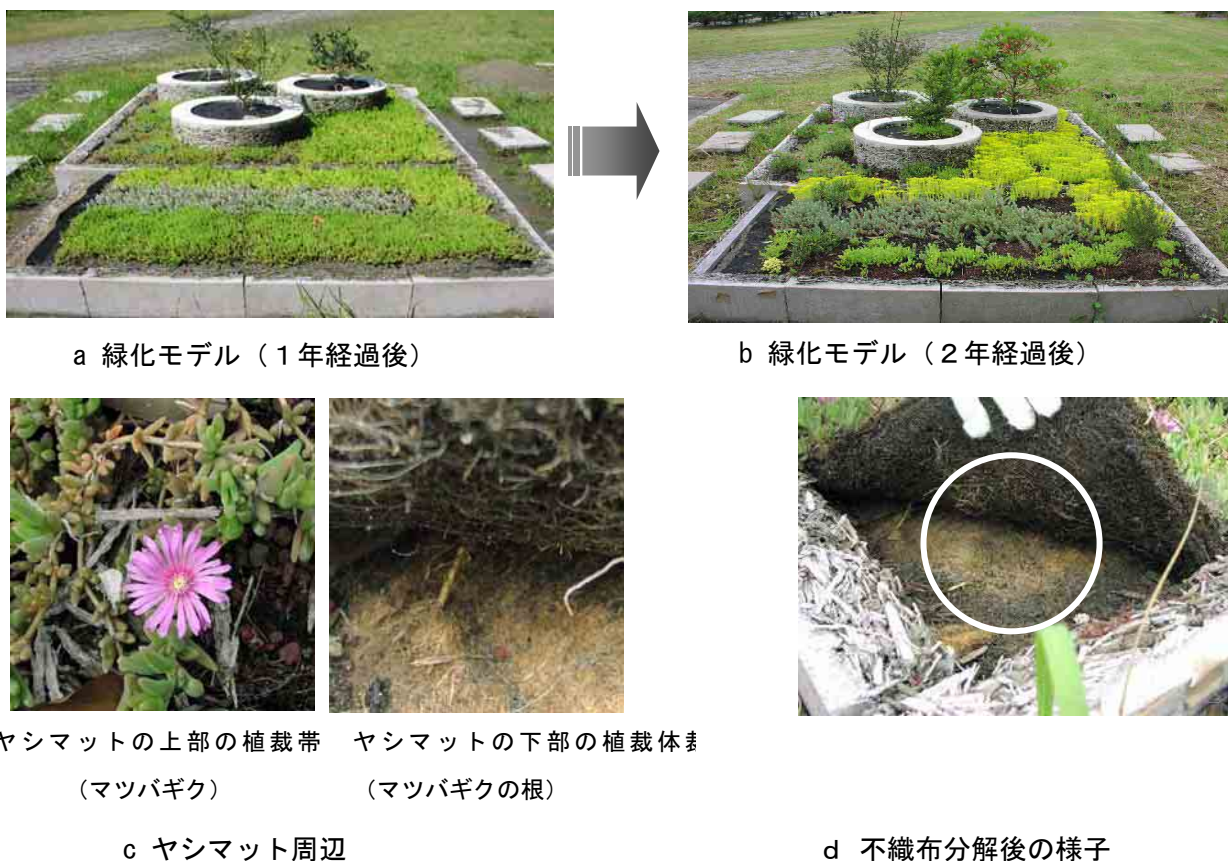 a 緑化モデル（１年経過後）
b 緑化モデル（２年経過後）
ヤシマットの上部の植裁帯
（マツバギク）
ヤシマットの下部の植裁体
（マツバギクの根）
c ヤシマット周辺
d 不織布分解後の様子